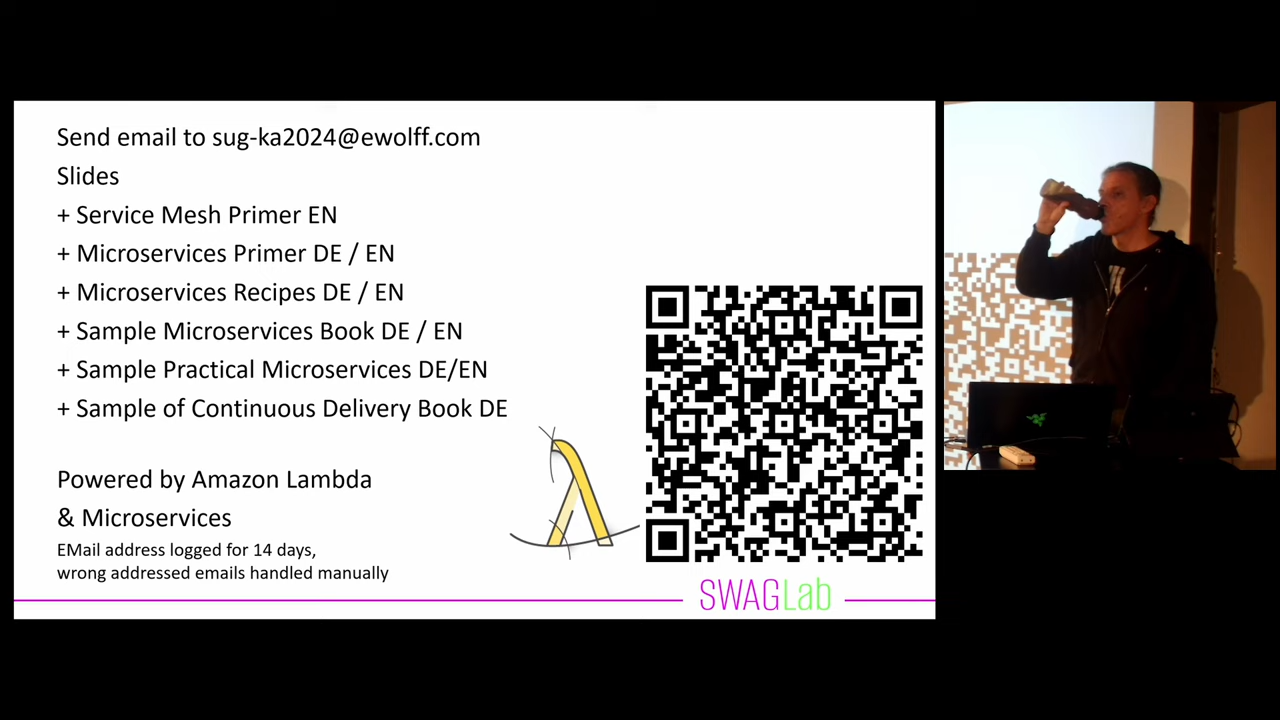 Send email to sug-ka2024@ewolff.com
Slides
+ Service Mesh Primer EN
+ Microservices Primer DE / EN
+ Microservices Recipes DE / EN
+ Sample Microservices Book DE / EN
+ Sample Practical Microservices DE/EN
+ Sample of Continuous Delivery Book DE
Powered by Amazon Lambda
& Microservices
EMail address logged for 14 days,
wrong addressed emails handled manually
SWAGLab